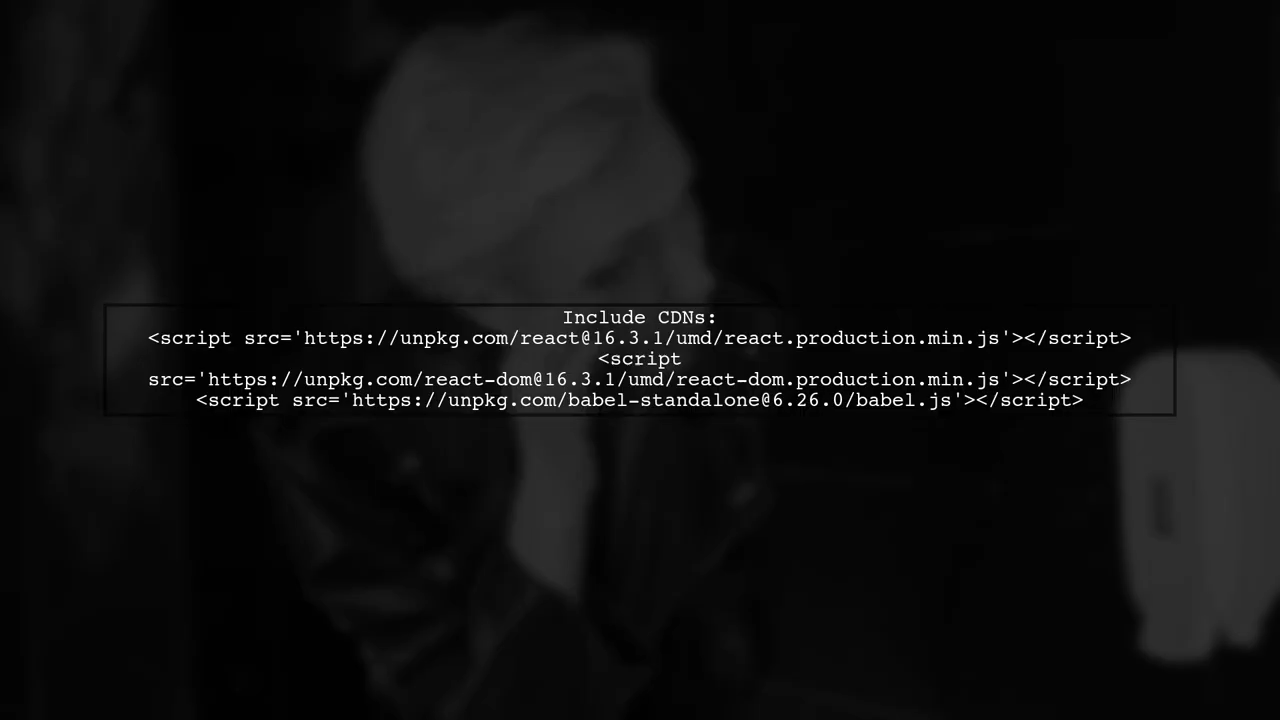 Include CDNs:
<script src='https://unpkg.com/react@16.3.1/umd/react.production.min.js'></script>
<script
src='https://unpkg.com/react-dom@16.3.1/umd/react-dom.production.min.js'></script>
<script src='https://unpkg.com/babel-standalone@6.26.0/babel.js'></script>